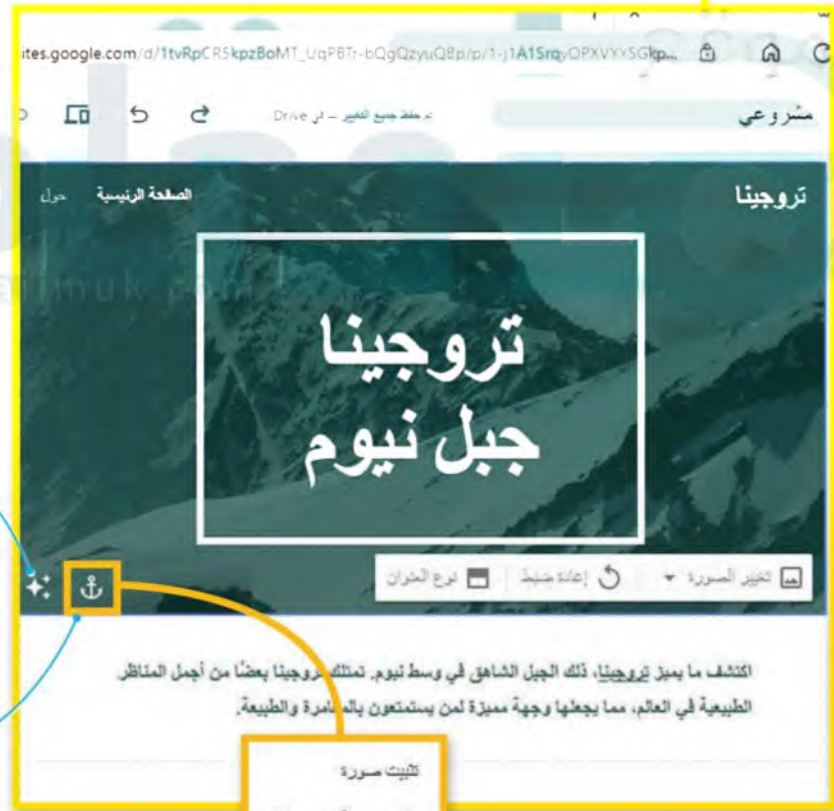 مشروعي
تم حفظ جميع التغيير – في Drive
تروجينا
الصفحة الرئيسية
حول
تروجينا
جبل نيوم
تغيير الصورة
إعادة ضبط
نوع العنوان
اكتشف ما يميز تروجينا، ذلك الجبل الشاهق في وسط نيوم. تمتلك تروجينا بعضًا من أجمل المناظر
الطبيعية في العالم، مما يجعلها وجهة مميزة لمن يستمتعون بالمغامرة والطبيعة.
تثبيت صورة